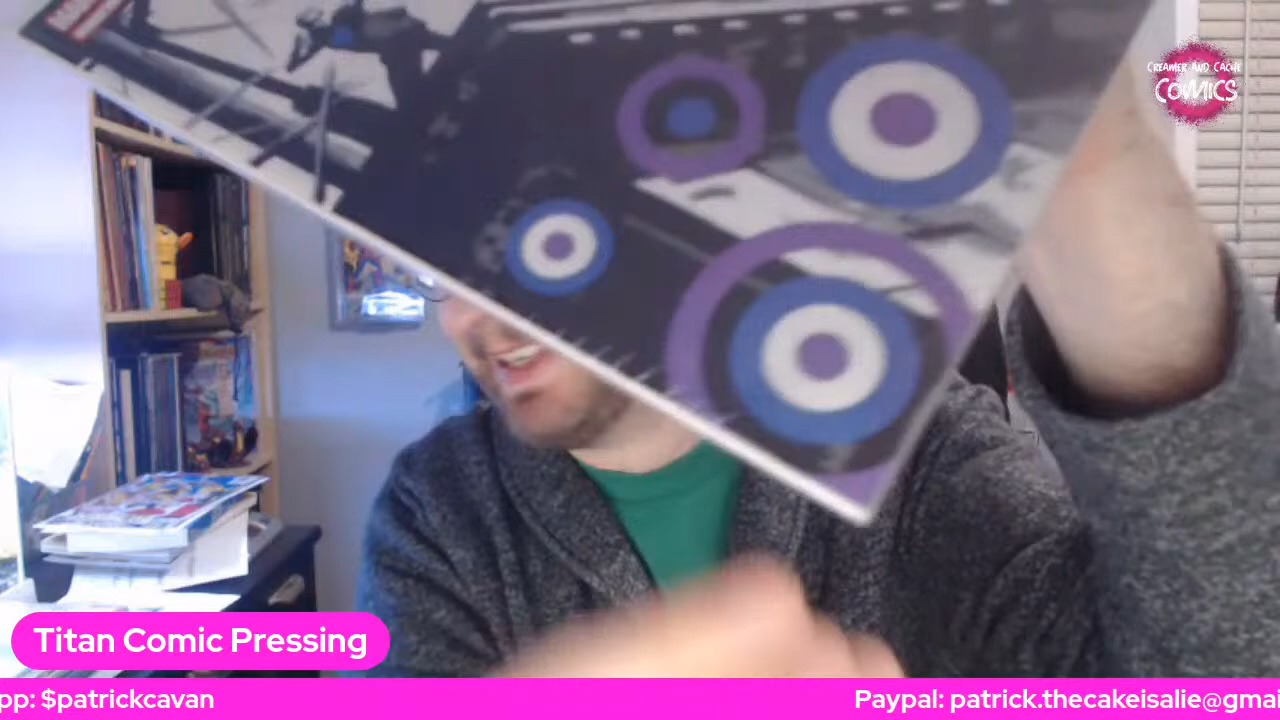 CREAMER AND CACHE
COMICS
Titan Comic Pressing
pp: $patrickcavan
Paypal: patrick.thecakeisalie@gmai